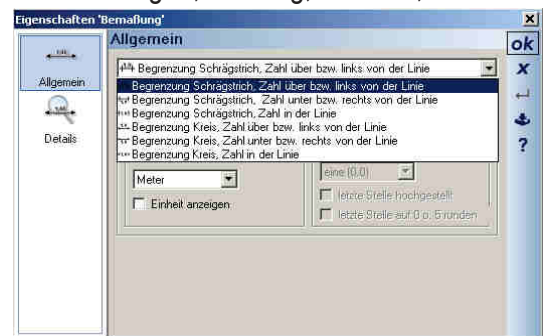 Eigenschaften 'Bemaßung'
Allgemein
ok
Begrenzung Schrägstrich, Zahl über bzw. links von der Linie
Allgemein
Begrenzung Schrägstrich, Zahl über bzw. links von der Linie
Begrenzung Schrägstrich, Zahl unter bzw. rechts von der Linie
Begrenzung Schrägstrich, Zahl in der Linie
Begrenzung Kreis, Zahl über bzw. links von der Linie
Begrenzung Kreis, Zahl unter bzw. rechts von der Linie
Begrenzung Kreis, Zahl in der Linie
Details
?
Meter
eine (0.0)
Einheit anzeigen
letzte Stelle hochgestellt
letzte Stelle auf 0 o. 5 runden